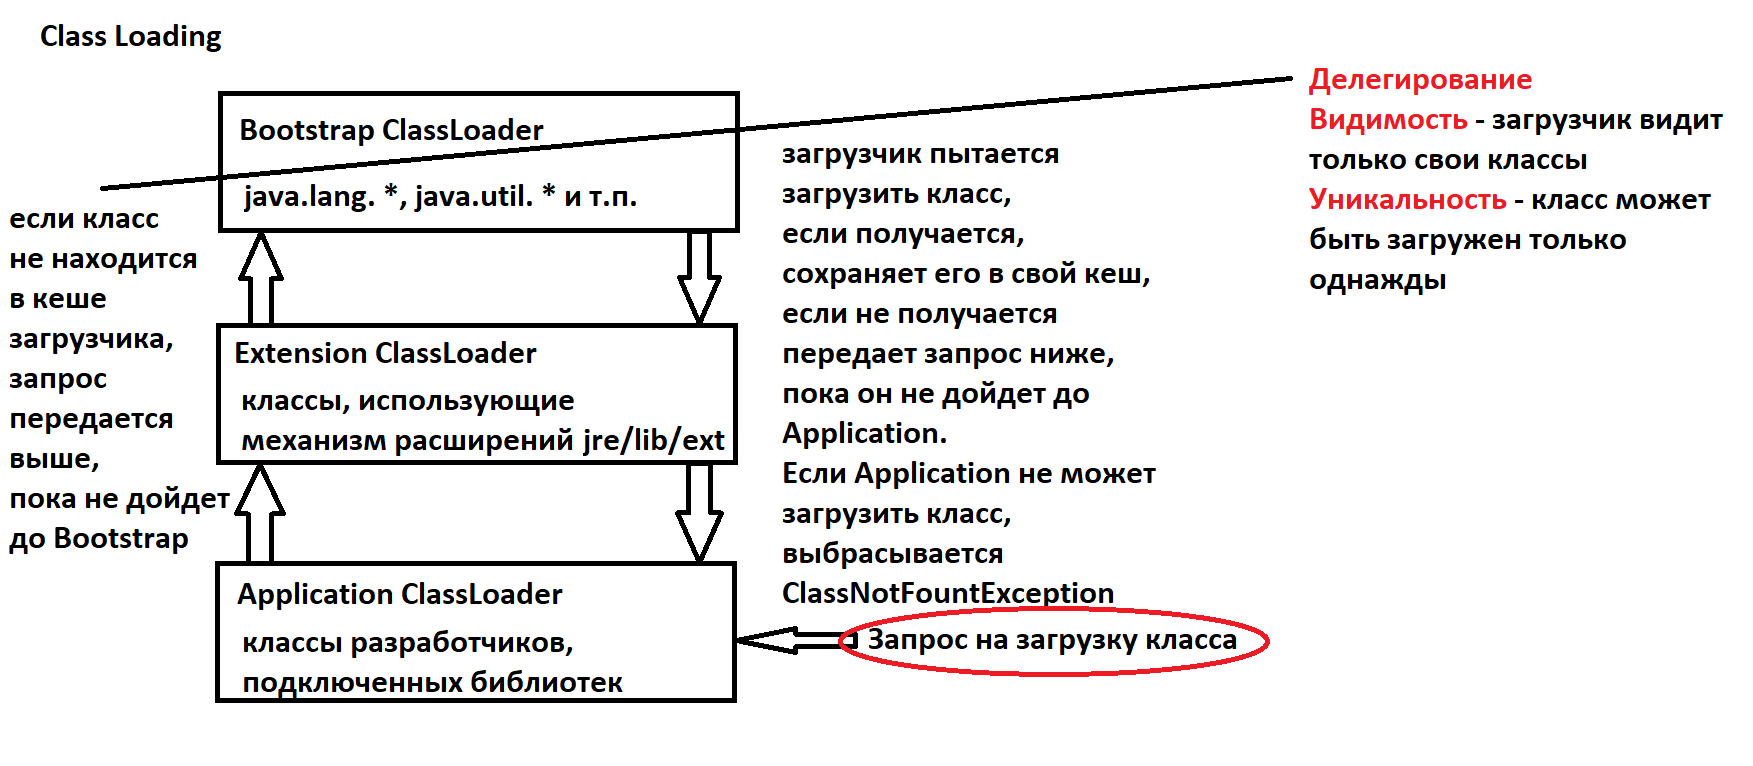 Class Loading
Bootstrap ClassLoader
java.lang. *, java.util. * и т.п.
если класс
не находится
в кеше
загрузчика,
запрос
передается
выше,
пока не дойдет
до Bootstrap
Extension ClassLoader
классы, использующие
механизм расширений jre/lib/ext
Application ClassLoader
классы разработчиков,
подключенных библиотек
загрузчик пытается
загрузить класс,
если получается,
сохраняет его в свой кеш,
если не получается
передает запрос ниже,
пока он не дойдет до
Application.
Если Application не может
загрузить класс,
выбрасывается
ClassNotFountException
Запрос на загрузку класса
Делегирование
Видимость - загрузчик видит
только свои классы
Уникальность - класс может
быть загружен только
однажды